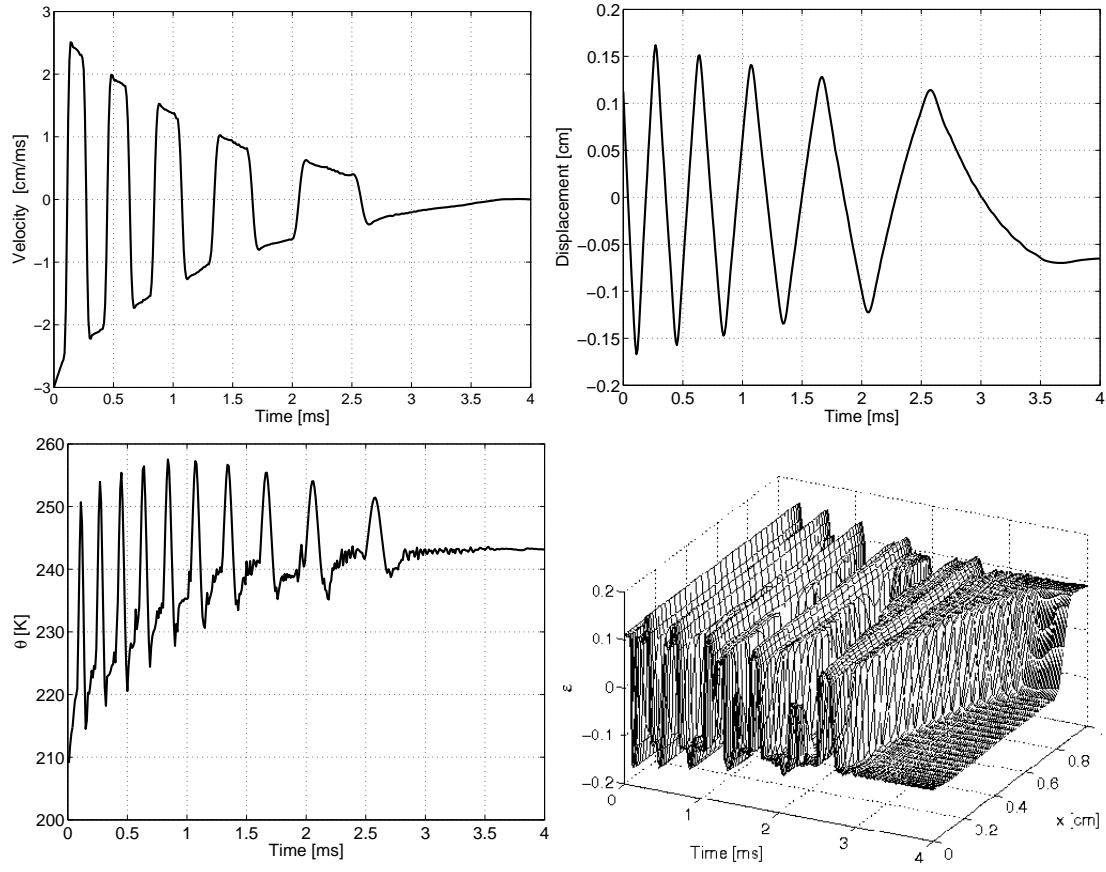 3
2
1
0
−1
−2
−3
Velocity [cm/ms]
0 0.5 1 1.5 2 2.5 3 3.5 4
Time [ms]
0.2
0.15
0.1
0.05
0
−0.05
−0.1
−0.15
−0.2
Displacement [cm]
0 0.5 1 1.5 2 2.5 3 3.5 4
Time [ms]
260
250
240
230
220
210
200
θ [K]
0 0.5 1 1.5 2 2.5 3 3.5 4
Time [ms]
0.2
0.1
0
−0.1
−0.2
ε
0 1 2 3 4
Time [ms]
0 0.2 0.4 0.6 0.8
x [cm]